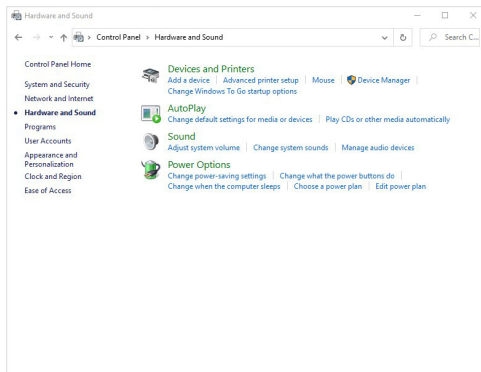 Hardware and Sound
Control Panel > Hardware and Sound
Search C...
Control Panel Home
System and Security
Network and Internet
Hardware and Sound
Programs
User Accounts
Appearance and
Personalization
Clock and Region
Ease of Access
Devices and Printers
Add a device | Advanced printer setup | Mouse | Device Manager |
Change Windows To Go startup options
AutoPlay
Change default settings for media or devices | Play CDs or other media automatically
Sound
Adjust system volume | Change system sounds | Manage audio devices
Power Options
Change power-saving settings | Change what the power buttons do |
Change when the computer sleeps | Choose a power plan | Edit power plan